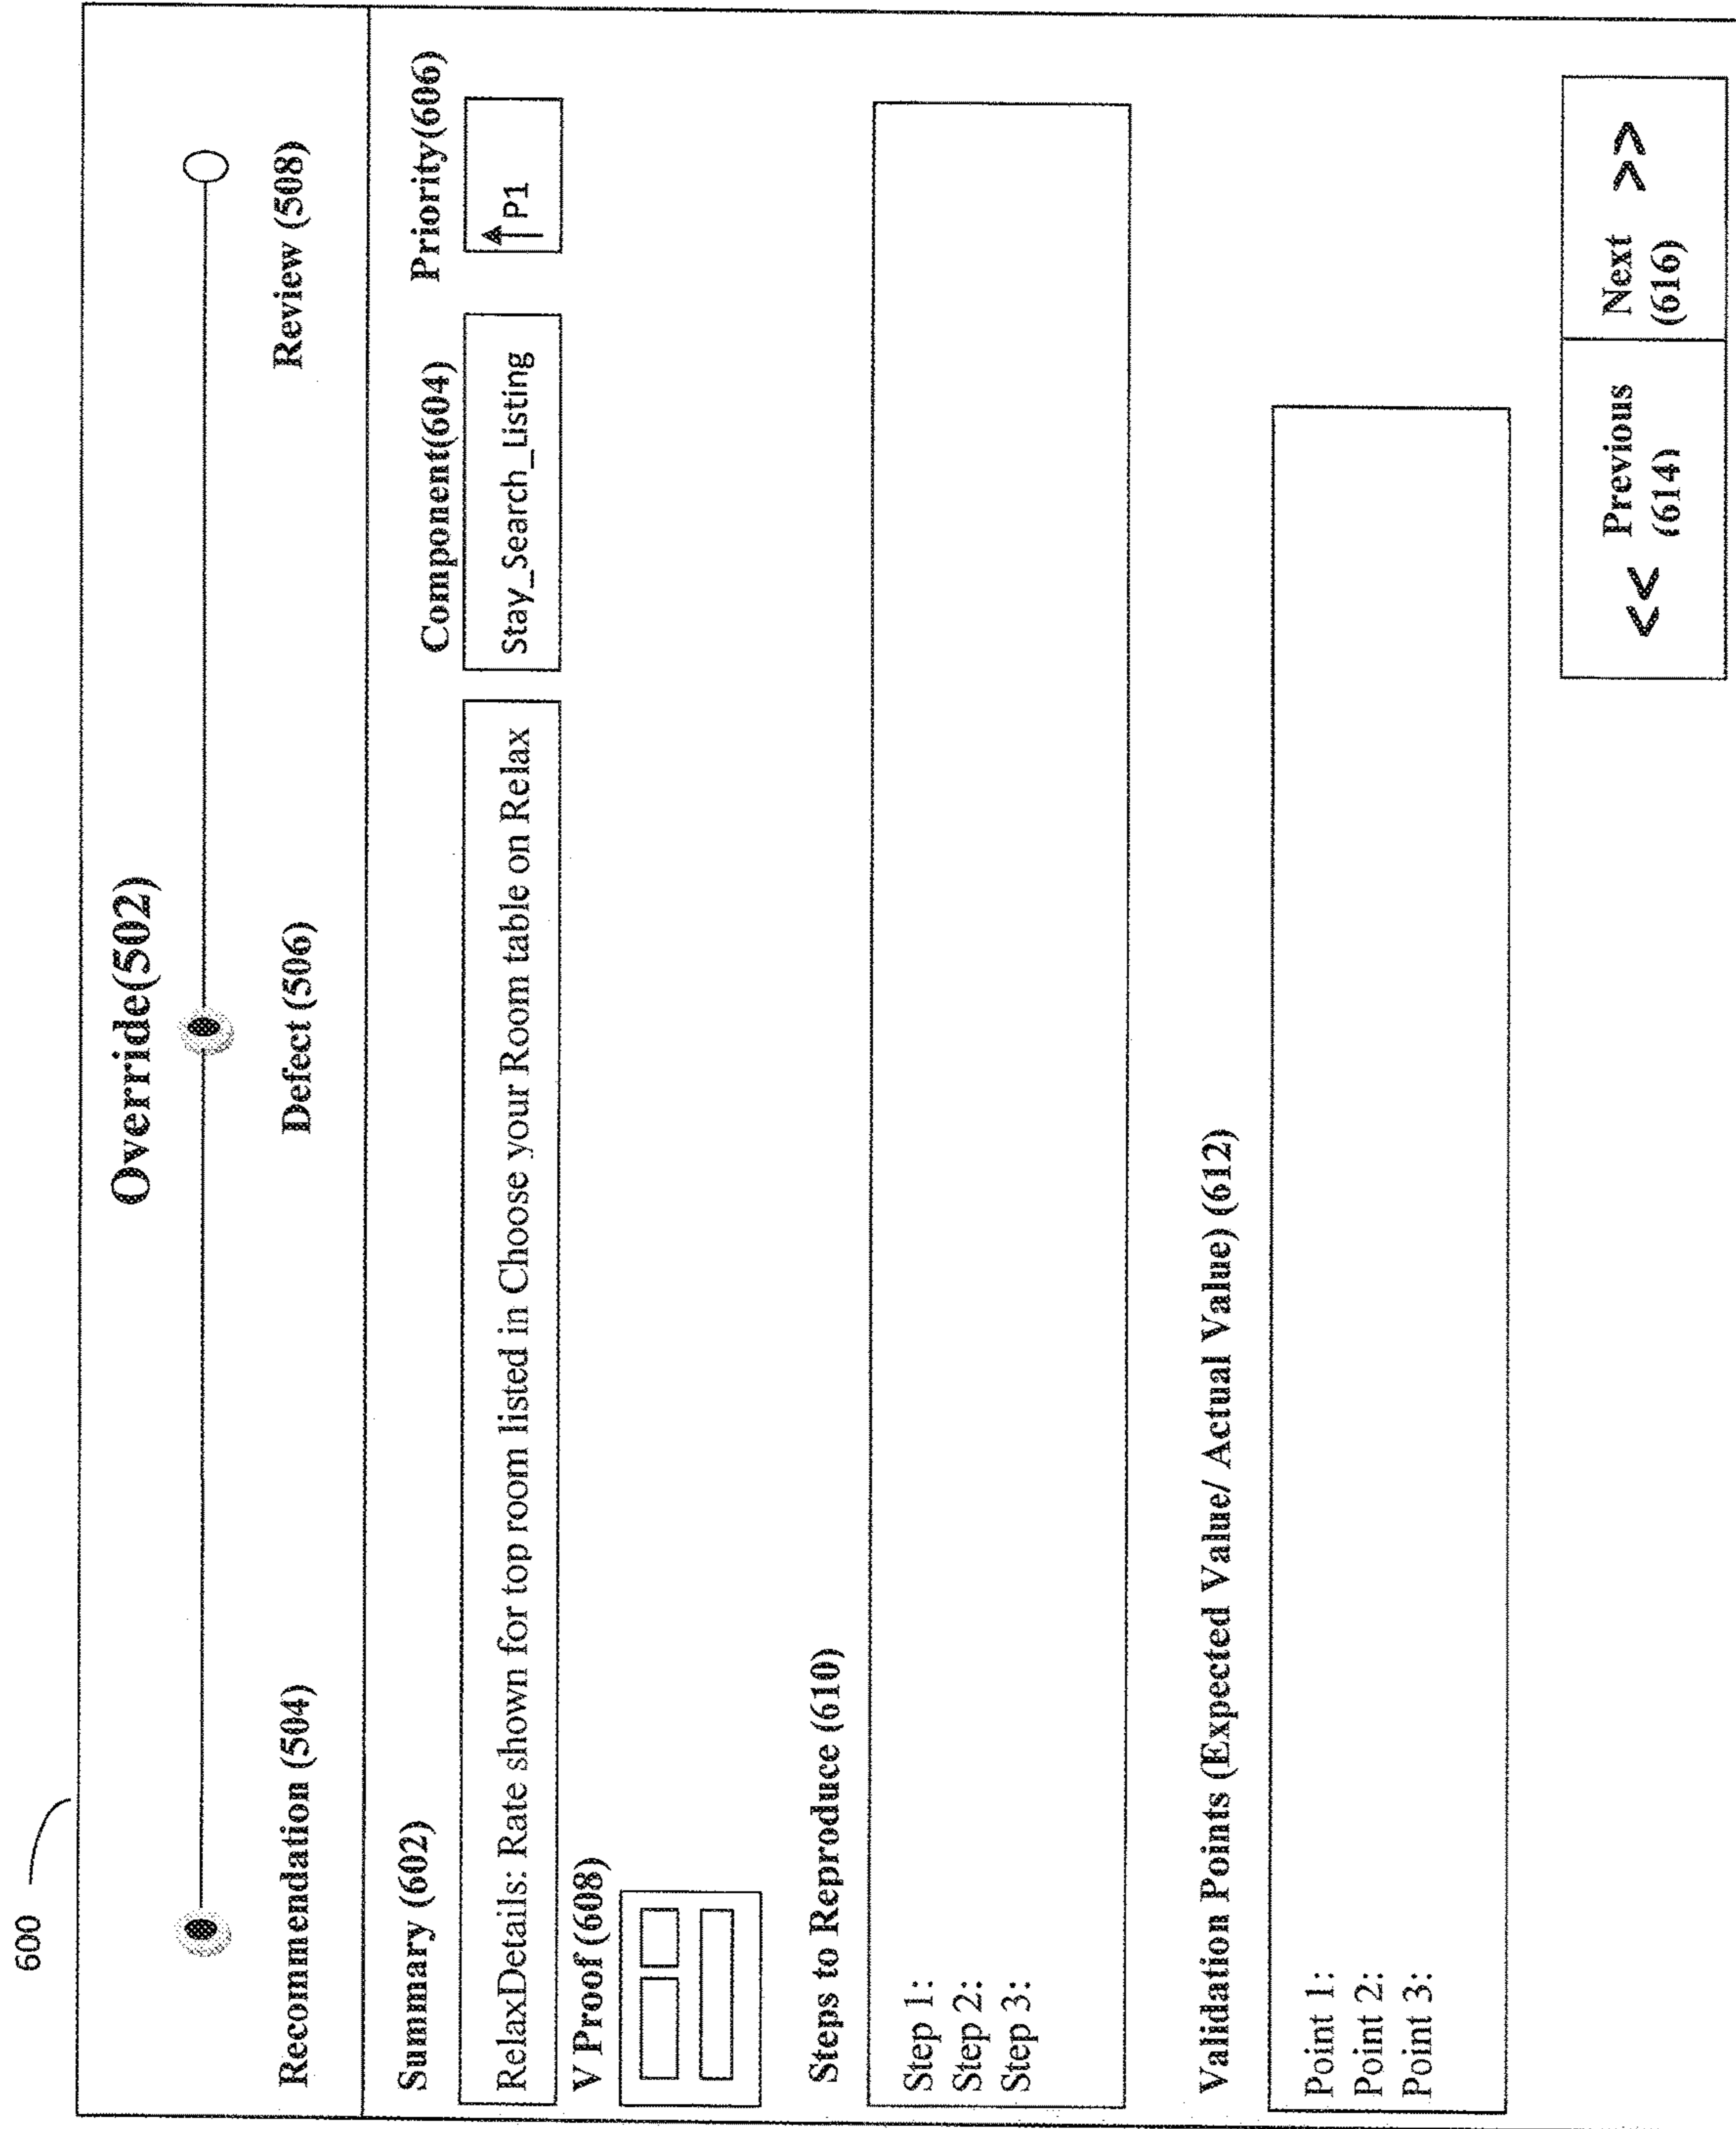 600
Override(502)
Recommendation (504)
Defect (506)
Review (508)
Summary (602)
Component(604)
Priority(606)
RelaxDetails: Rate shown for top room listed in Choose your Room table on Relax
Stay_Search_Listing
P1
V Proof (608)
Steps to Reproduce (610)
Step 1:
Step 2:
Step 3:
Validation Points (Expected Value/ Actual Value) (612)
Point 1:
Point 2:
Point 3:
<< Previous
(614)
Next >>
(616)